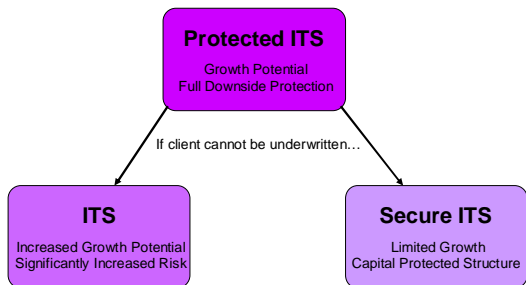 Protected ITS
Growth Potential
Full Downside Protection
If client cannot be underwritten…
ITS
Increased Growth Potential
Significantly Increased Risk
Secure ITS
Limited Growth
Capital Protected Structure